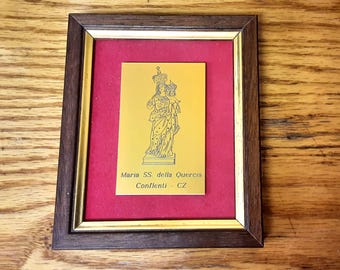 Maria SS. della Quercia
Conflenti - CZ